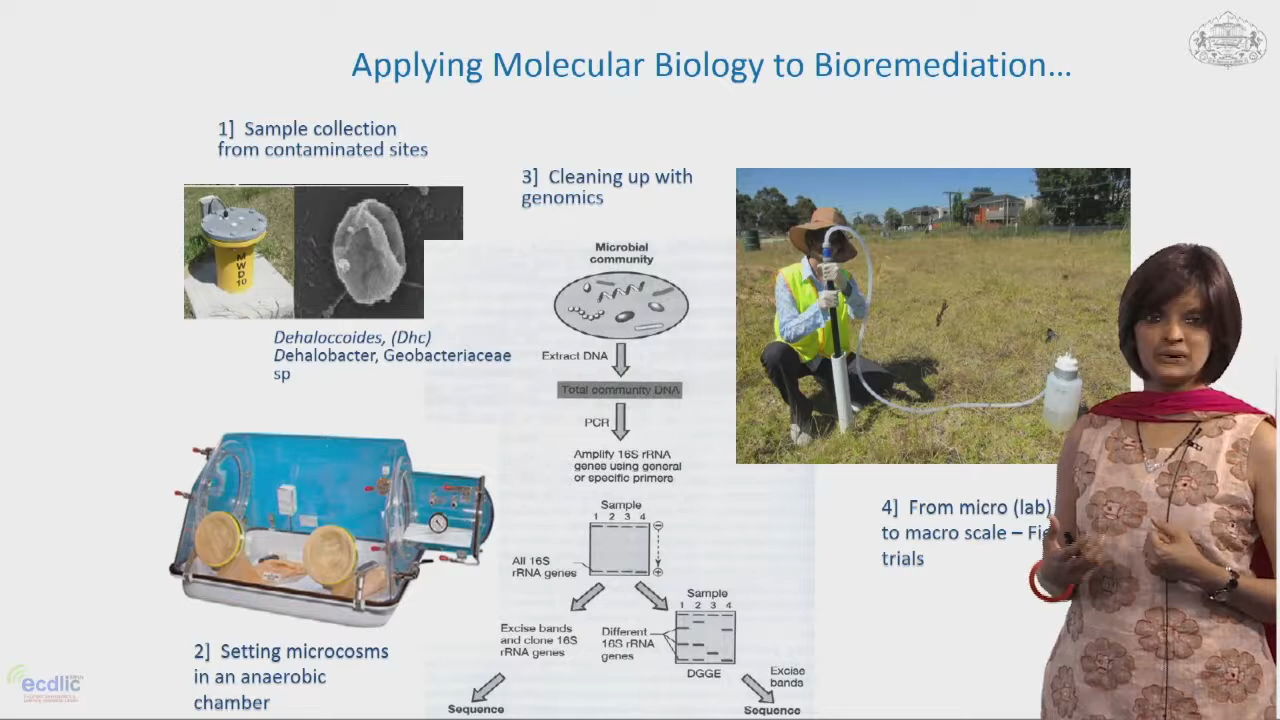 Applying Molecular Biology to Bioremediation...
1] Sample collection
from contaminated sites
MWD10
Dehaloccoides, (Dhc)
Dehalobacter, Geobacteriaceae
sp
2] Setting microcosms
in an anaerobic
chamber
3] Cleaning up with
genomics
Microbial
community
Extract DNA
Total community DNA
PCR
Amplify 16S rRNA
genes using general
or specific primers
Sample
1 2 3 4
All 16S
rRNA genes
Excise bands
and clone 16S
rRNA genes
Different
16S rRNA
genes
Sample
1 2 3 4
DGGE
Excise
bands
Sequence
Sequence
4] From micro (lab)
to macro scale –
trials
ecdlic